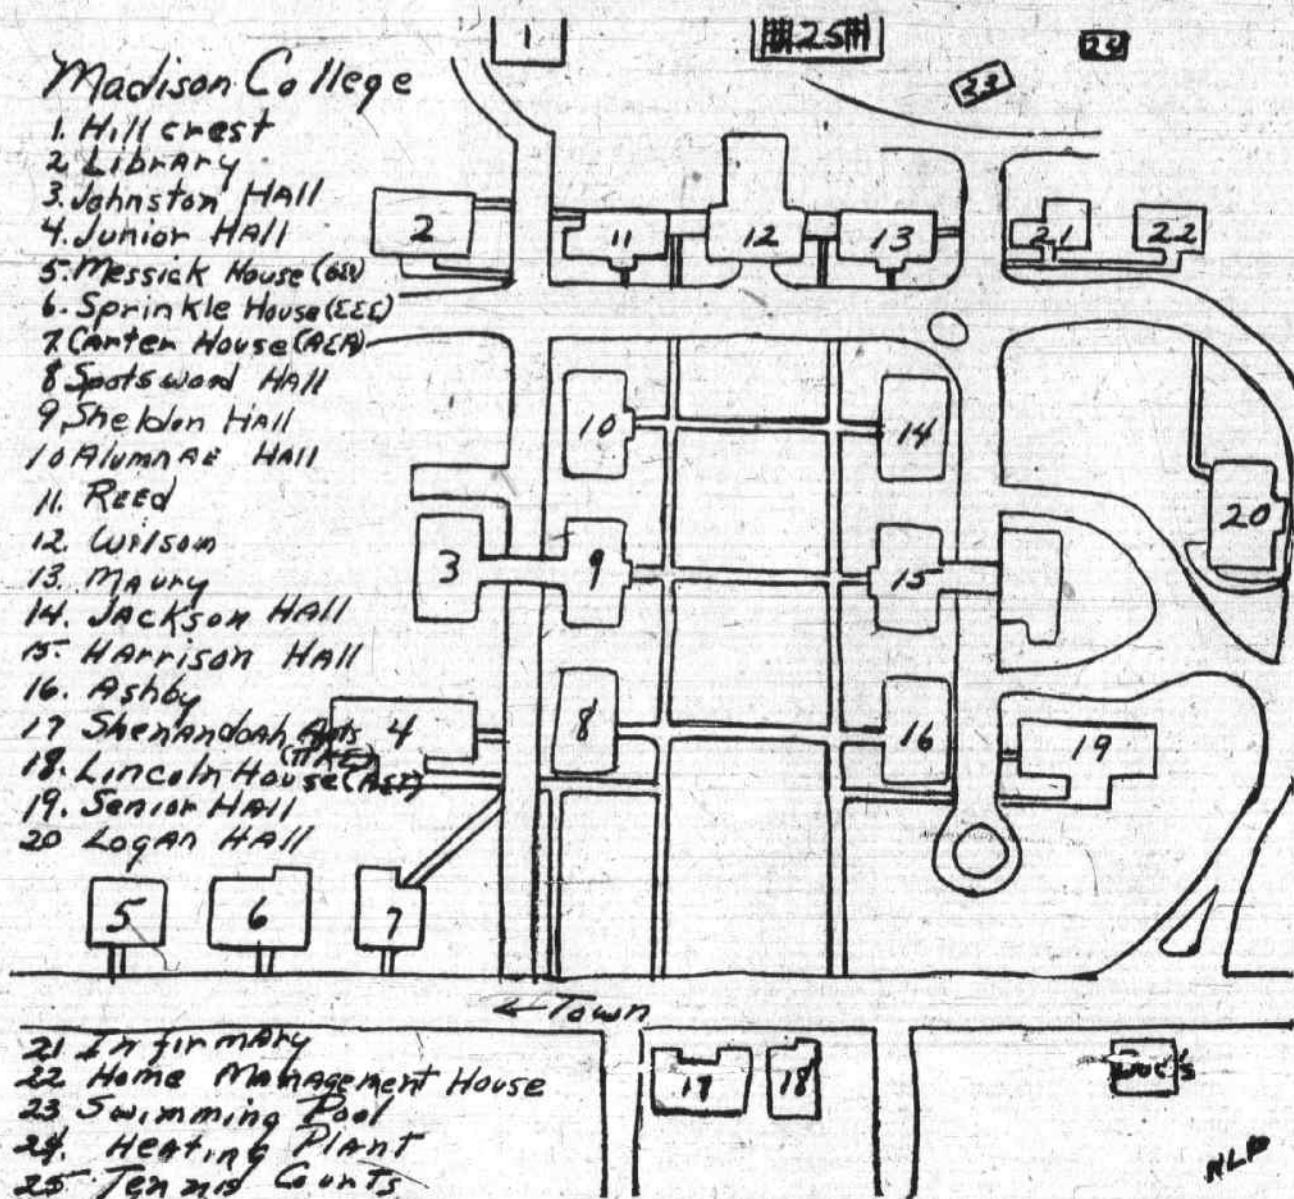 Madison College
1. Hillcrest
2 Library
3. Johnston Hall
4. Junior Hall
5. Messick House
6. Sprinkle House (ΣΣΣ)
7. Carter House (AΣA)
8 Spotswood Hall
9 Sheldon Hall
10 Alumnae Hall
11. Reed
12. Wilson
13. Maury
14. Jackson Hall
15. Harrison Hall
16. Ashby
17 Shenandoah Apts
(ΠKΣ)
18. Lincoln House (AΣT)
19. Senior Hall
20 Logan Hall
1
25
24
23
2
11
12
13
21
22
10
14
20
3
9
15
4
8
16
19
5
6
7
← Town
21 Infirmary
22 Home Management House
23 Swimming Pool
24. Heating Plant
25 Tennis Courts
17
18
Doc's
NLP